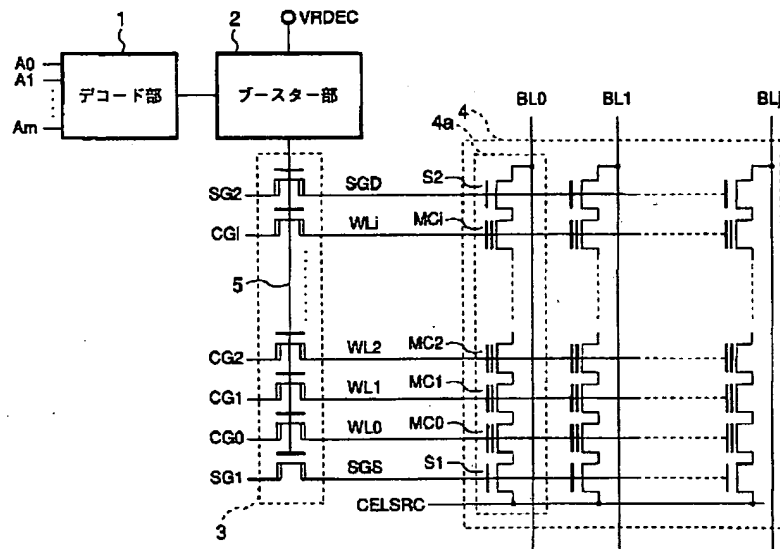 1
2
VRDEC
A0
A1
Am
デコード部
ブースター部
BL0
BL1
BLj
4
4a
SG2
SGD
S2
CGi
WLi
MCi
5
CG2
WL2
MC2
CG1
WL1
MC1
CG0
WL0
MC0
SG1
SGS
S1
3
CELSRC